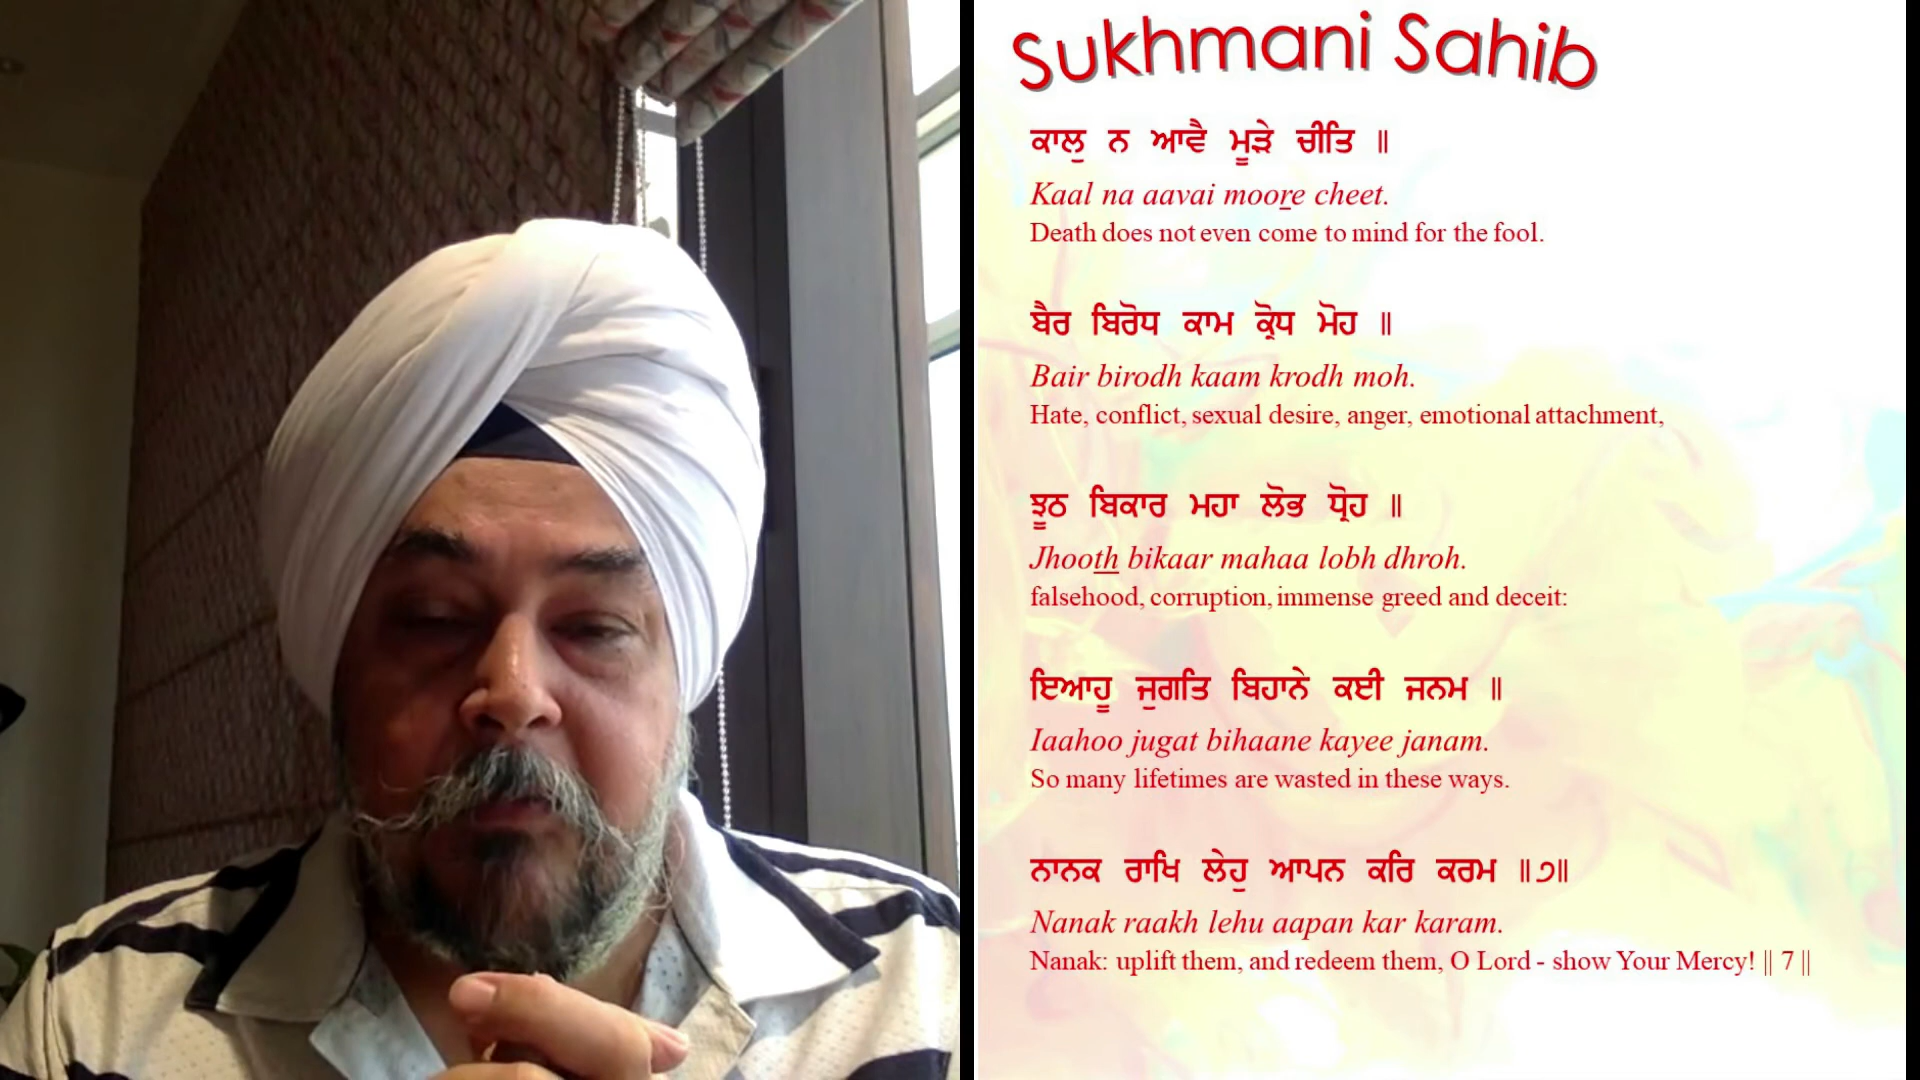 Sukhmani Sahib
ਕਾਲੁ ਨ ਆਵੈ ਮੂੜੇ ਚੀਤਿ ॥
Kaal na aavai moore cheet.
Death does not even come to mind for the fool.
ਬੈਰ ਬਿਰੋਧ ਕਾਮ ਕ੍ਰੋਧ ਮੋਹ ॥
Bair birodh kaam krodh moh.
Hate, conflict, sexual desire, anger, emotional attachment,
ਝੂਠ ਬਿਕਾਰ ਮਹਾ ਲੋਭ ਧ੍ਰੋਹ ॥
Jhooth bikaar mahaa lobh dhroh.
falsehood, corruption, immense greed and deceit:
ਇਆਹੂ ਜੁਗਤਿ ਬਿਹਾਨੇ ਕਈ ਜਨਮ ॥
Iaahoo jugat bihaane kayee janam.
So many lifetimes are wasted in these ways.
ਨਾਨਕ ਰਾਖਿ ਲੇਹੁ ਆਪਨ ਕਰਿ ਕਰਮ ॥੭॥
Nanak raakh lehu aapan kar karam.
Nanak: uplift them, and redeem them, O Lord - show Your Mercy! || 7 ||